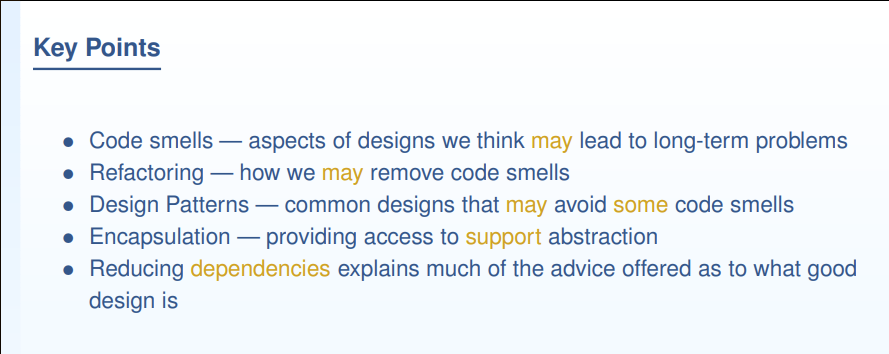 Key Points
● Code smells — aspects of designs we think may lead to long-term problems
● Refactoring — how we may remove code smells
● Design Patterns — common designs that may avoid some code smells
● Encapsulation — providing access to support abstraction
● Reducing dependencies explains much of the advice offered as to what good
design is